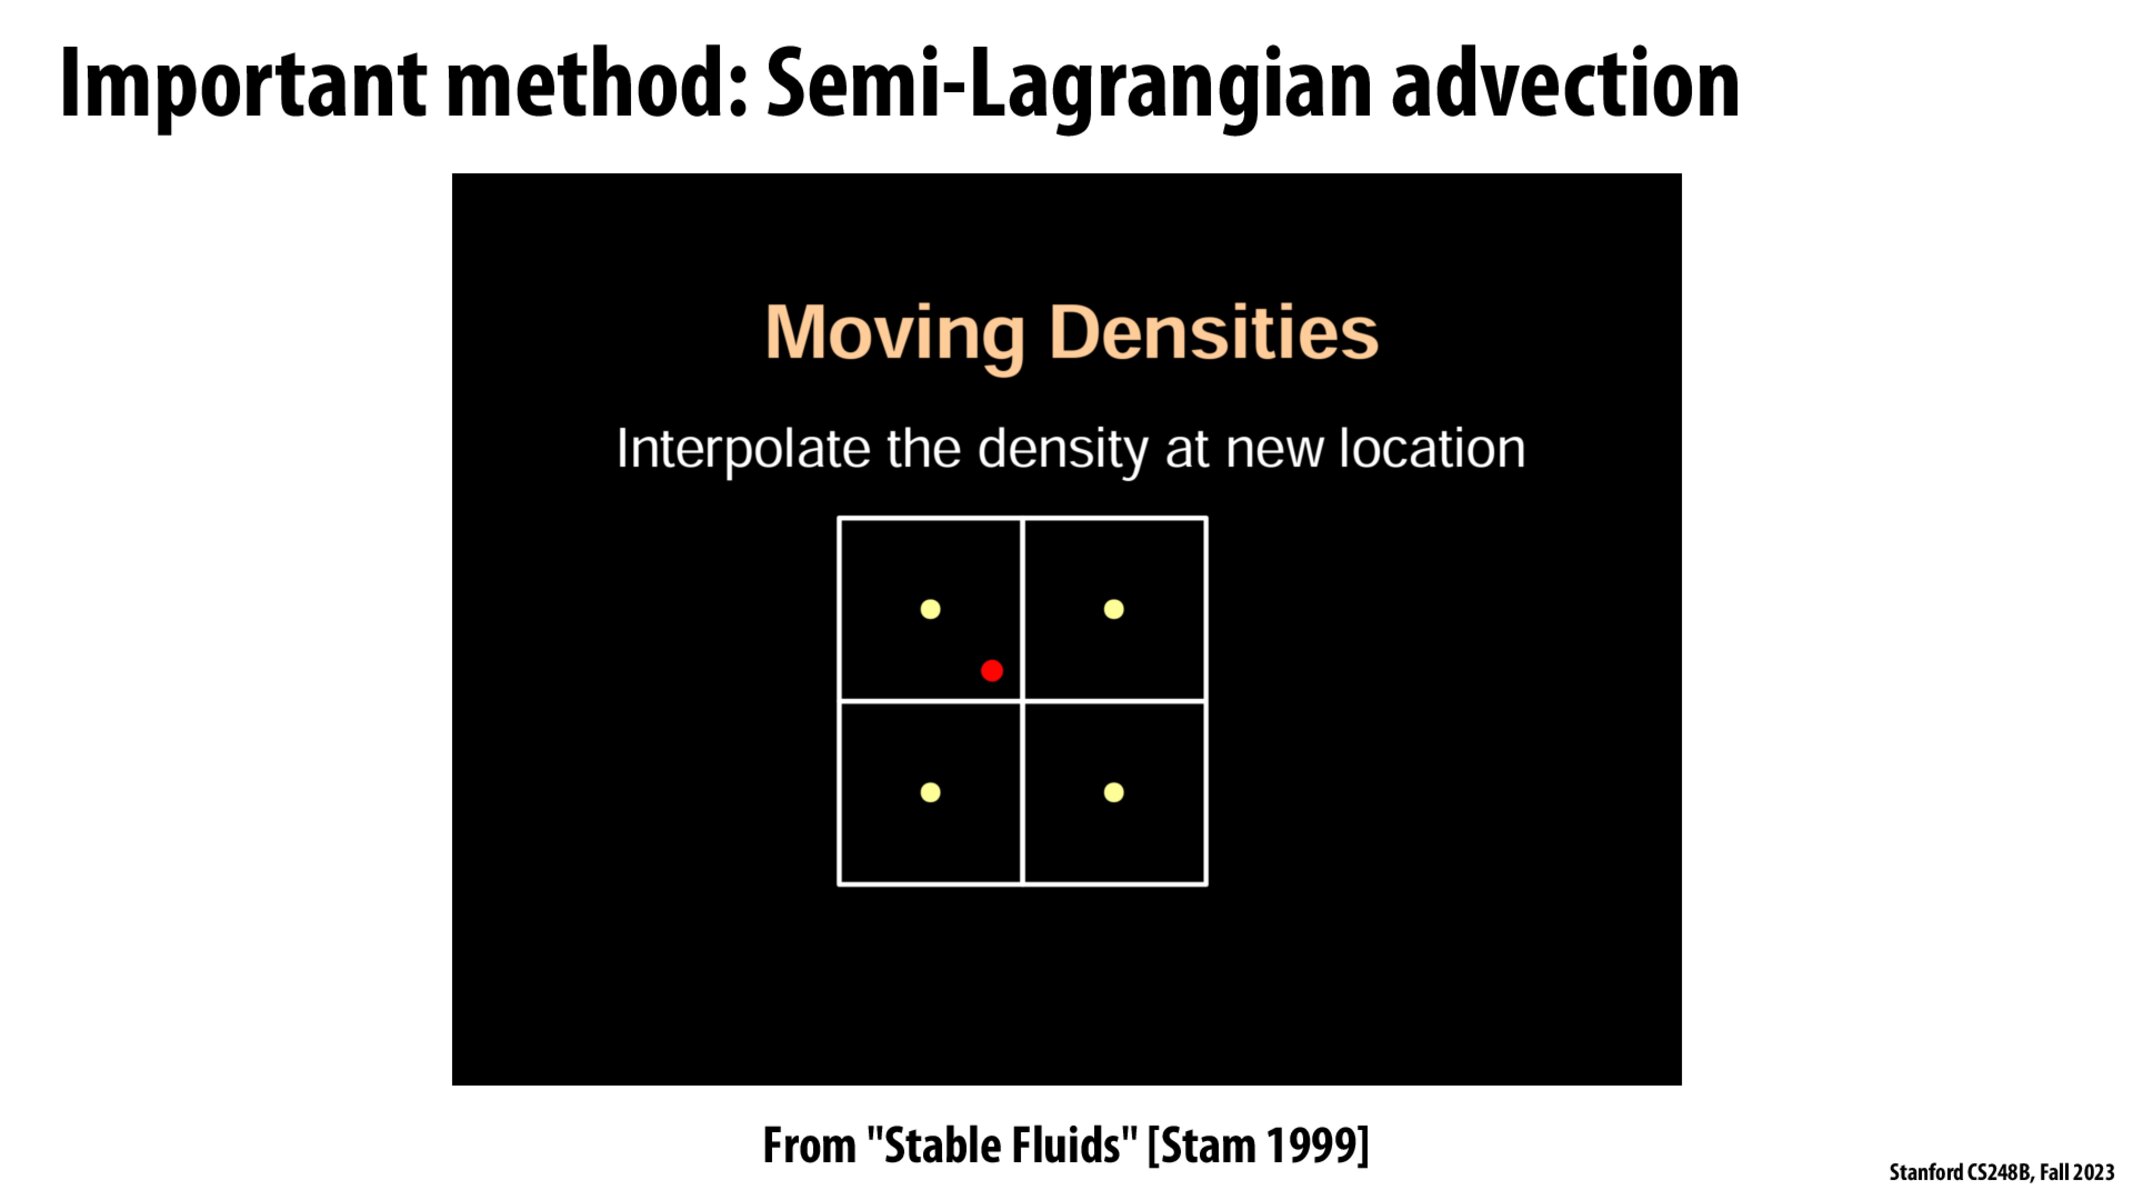 Important method: Semi-Lagrangian advection
Moving Densities
Interpolate the density at new location
From "Stable Fluids" [Stam 1999]
Stanford CS248B, Fall 2023